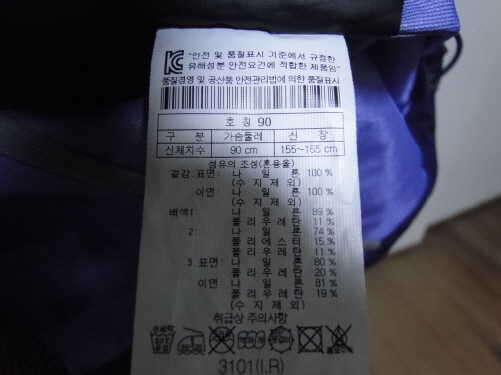 "안전 및 품질표시 기준에서 규정한
유해성분 안전요건에 적합한 제품임"
품질경영 및 공산품 안전관리법에 의한 품질표시
호 칭 90
구 분 가슴둘레 신 장
신체치수 90 cm 155~165 cm
섬유의 조성(혼용율)
겉감 표면: 나 일 론 100 %
(수 지 제 외)
이면: 나 일 론 100 %
(수 지 제 외)
배색1: 나 일 론 89 %
폴 리 우 레 탄 11 %
2: 나 일 론 74 %
폴 리 에 스 터 15 %
폴 리 우 레 탄 11 %
3 표면: 나 일 론 80 %
폴 리 우 레 탄 20 %
이면: 나 일 론 81 %
폴 리 우 레 탄 19 %
(수 지 제 외)
취급상 주의사항
3101(I.R)